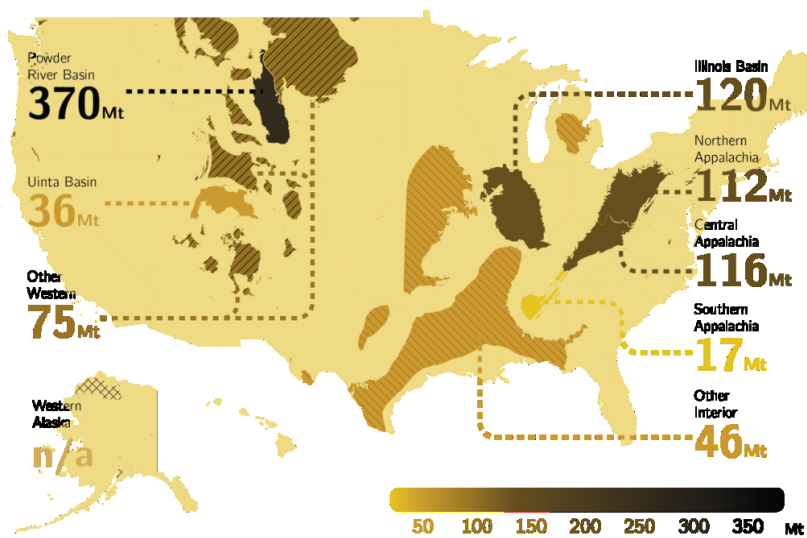 Powder
River Basin
370Mt
Uinta Basin
36Mt
Other
Western
75Mt
Western
Alaska
n/a
Illinois Basin
120Mt
Northern
Appalachia
112Mt
Central
Appalachia
116Mt
Southern
Appalachia
17Mt
Other
Interior
46Mt
50 100 150 200 250 300 350 Mt